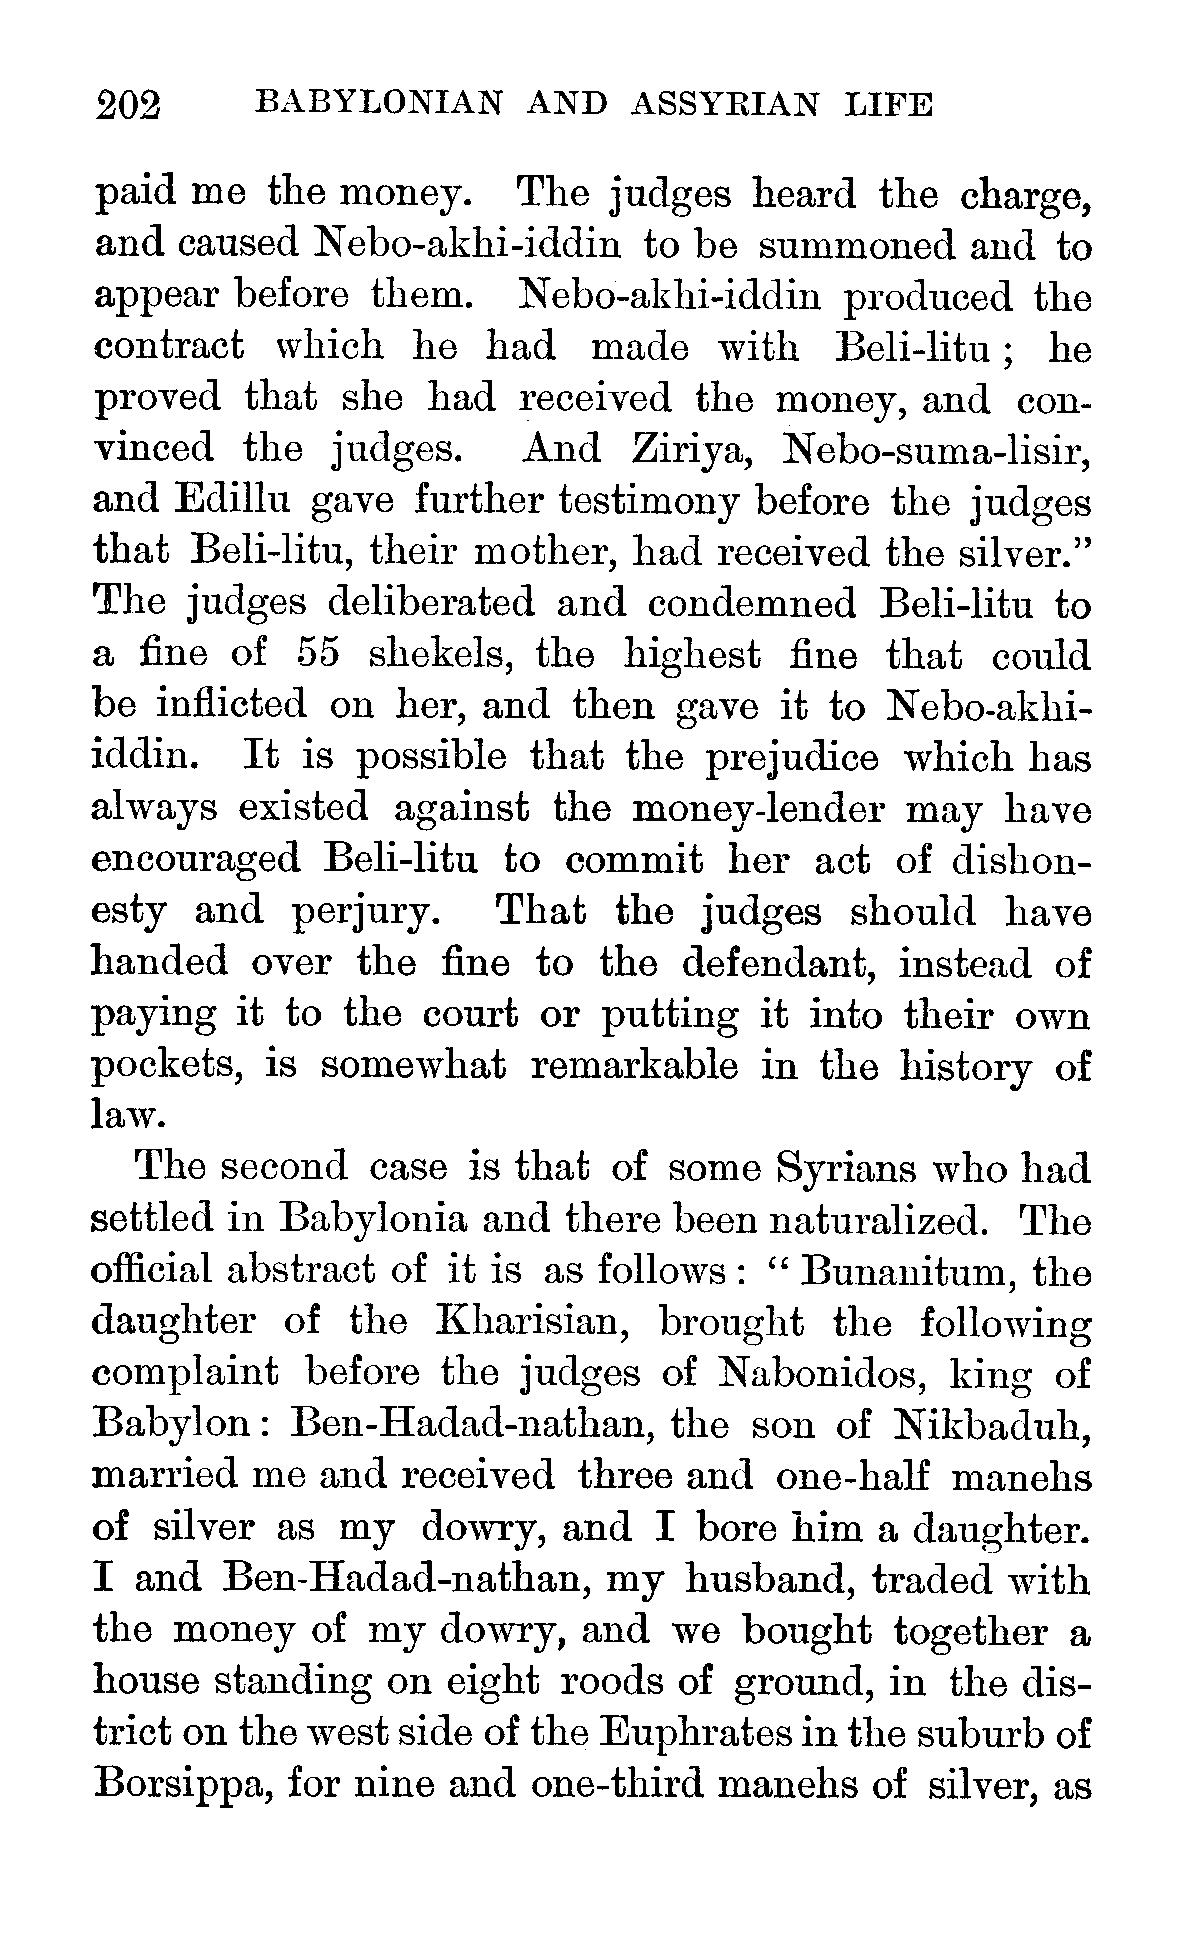 202 BABYLONIAN AND ASSYRIAN LIFE
paid me the money. The judges heard the charge,
and caused Nebo-akhi-iddin to be summoned and to
appear before them. Nebo-akhi-iddin produced the
contract which he had made with Beli-litu ; he
proved that she had received the money, and con-
vinced the judges. And Ziriya, Nebo-suma-lisir,
and Edillu gave further testimony before the judges
that Beli-litu, their mother, had received the silver.”
The judges deliberated and condemned Beli-litu to
a fine of 55 shekels, the highest fine that could
be inflicted on her, and then gave it to Nebo-akhi-
iddin. It is possible that the prejudice which has
always existed against the money-lender may have
encouraged Beli-litu to commit her act of dishon-
esty and perjury. That the judges should have
handed over the fine to the defendant, instead of
paying it to the court or putting it into their own
pockets, is somewhat remarkable in the history of
law.
The second case is that of some Syrians who had
settled in Babylonia and there been naturalized. The
official abstract of it is as follows : “ Bunanitum, the
daughter of the Kharisian, brought the following
complaint before the judges of Nabonidos, king of
Babylon : Ben-Hadad-nathan, the son of Nikbaduh,
married me and received three and one-half manehs
of silver as my dowry, and I bore him a daughter.
I and Ben-Hadad-nathan, my husband, traded with
the money of my dowry, and we bought together a
house standing on eight roods of ground, in the dis-
trict on the west side of the Euphrates in the suburb of
Borsippa, for nine and one-third manehs of silver, as